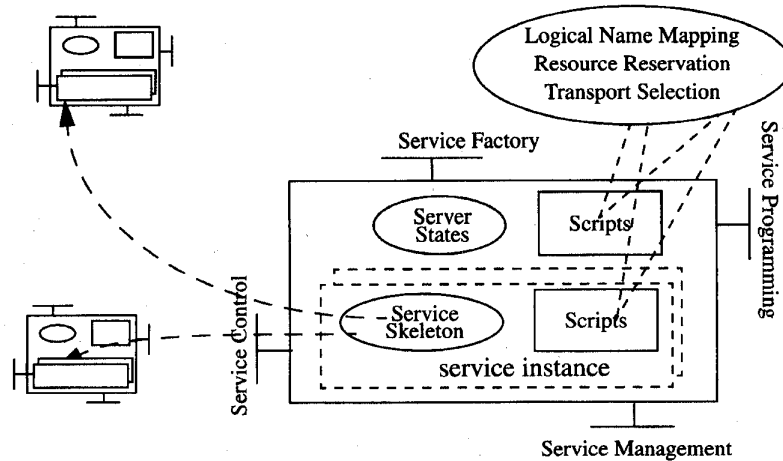 Logical Name Mapping
Resource Reservation
Transport Selection
Service Factory
Service Programming
Server
States
Scripts
Service Control
Service
Skeleton
Scripts
service instance
Service Management